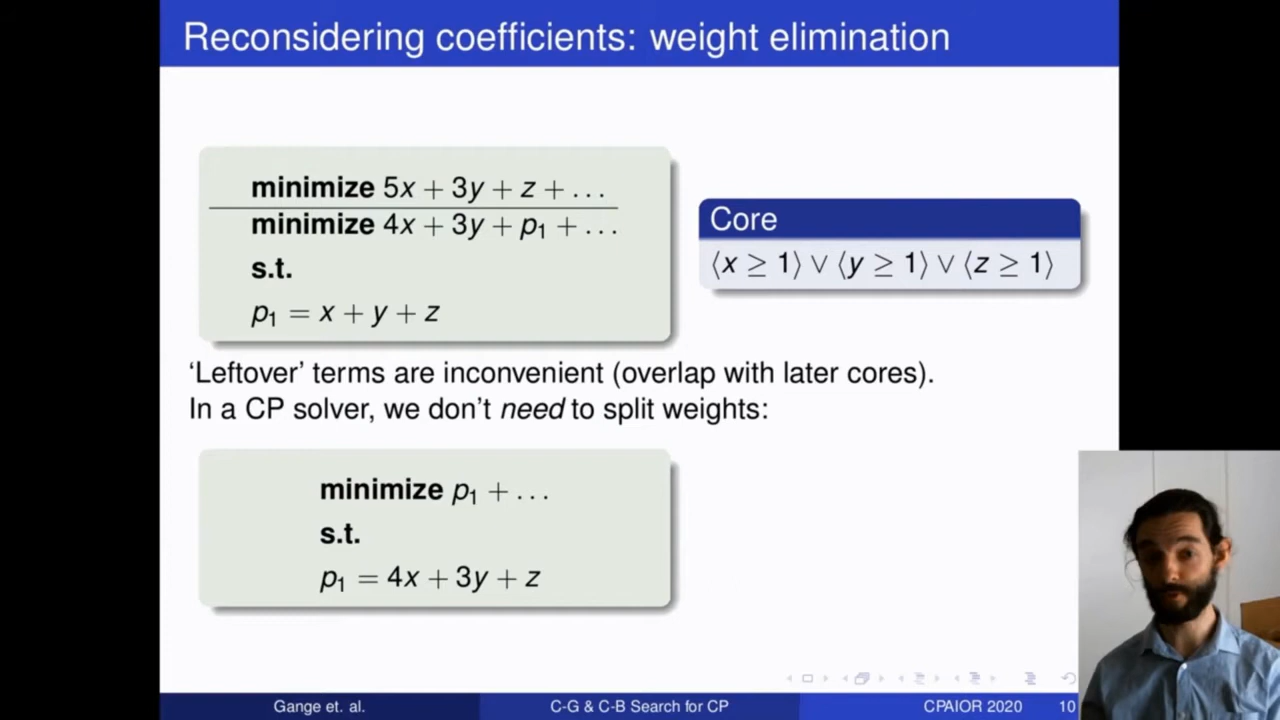 Reconsidering coefficients: weight elimination
minimize 5x + 3y + z + …
minimize 4x + 3y + p₁ + …
s.t.
p₁ = x + y + z
Core
⟨x ≥ 1⟩ ∨ ⟨y ≥ 1⟩ ∨ ⟨z ≥ 1⟩
‘Leftover’ terms are inconvenient (overlap with later cores).
In a CP solver, we don’t need to split weights:
minimize p₁ + …
s.t.
p₁ = 4x + 3y + z
Gange et. al. C-G & C-B Search for CP CPAIOR 2020 10